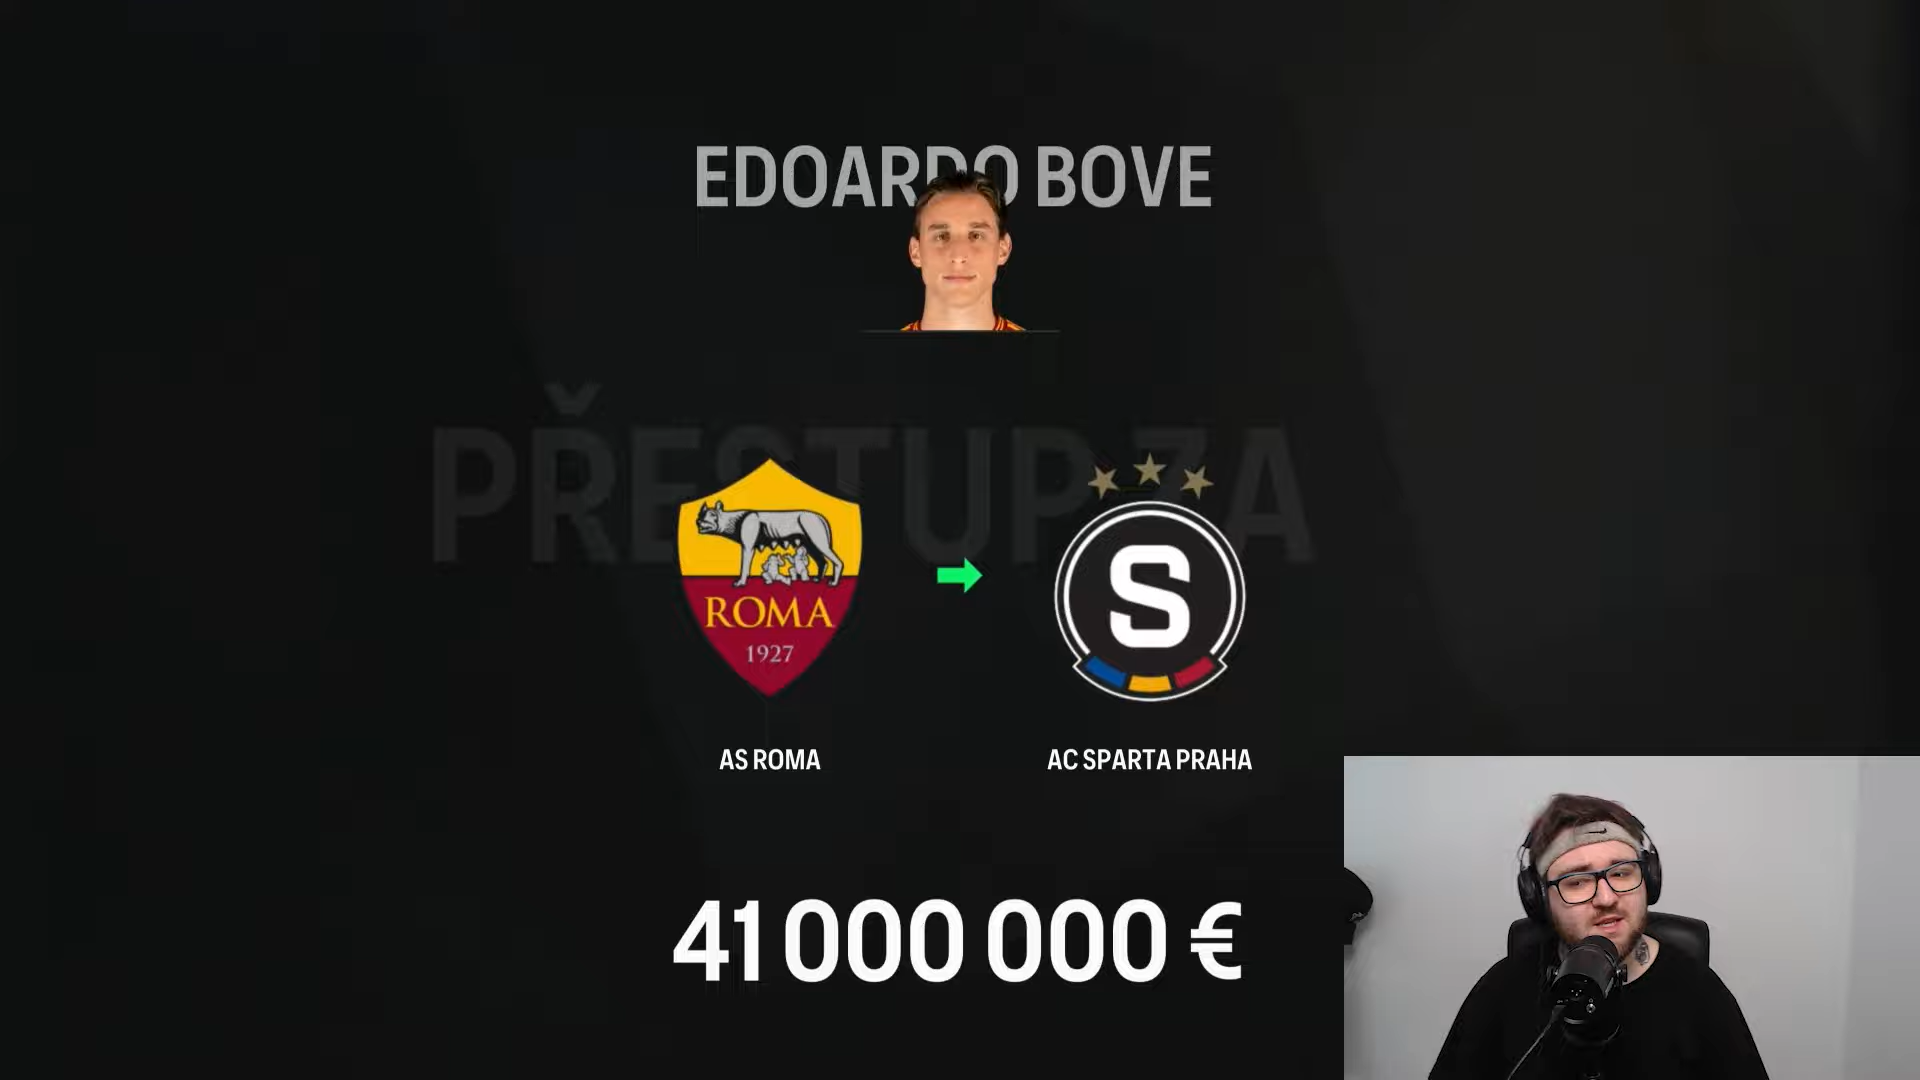 EDOARDO BOVE
PŘESTUP ZA
ROMA
1927
S
AS ROMA
AC SPARTA PRAHA
41 000 000 €